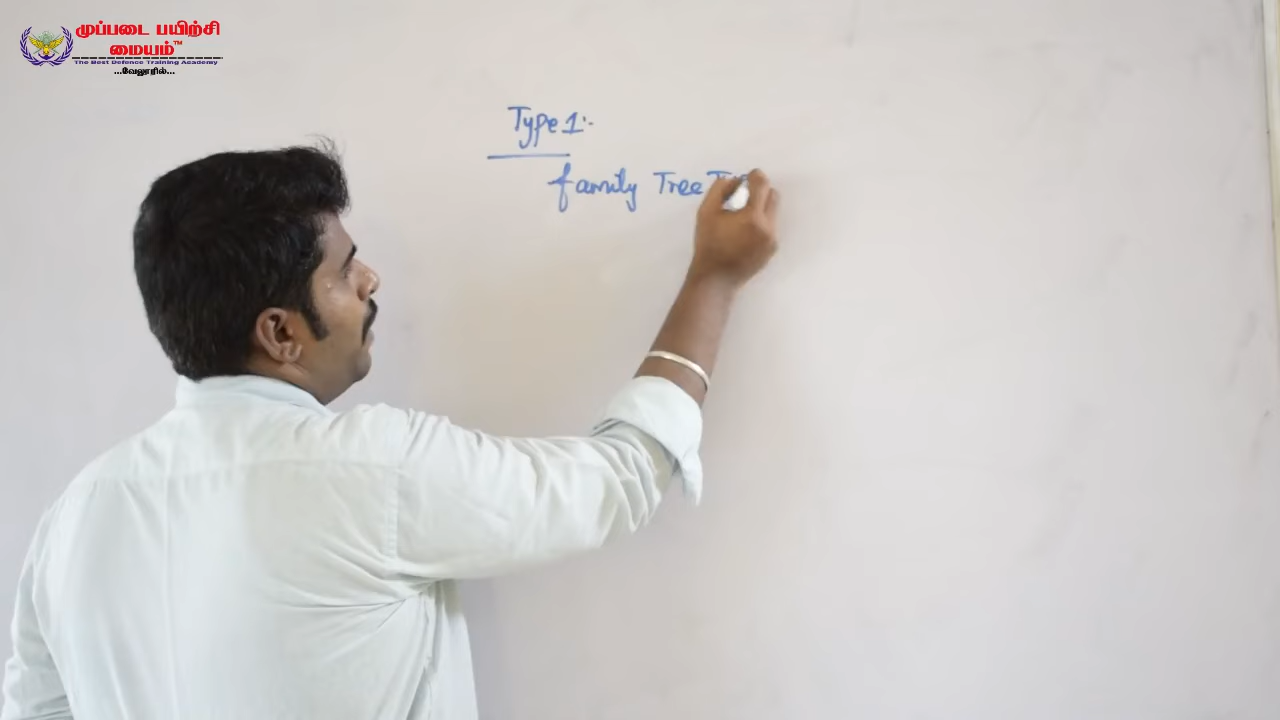 முப்படை பயிற்சி
மையம்™
The Best Defence Training Academy
...வேலூரில்...
Type 1:-
family Tree